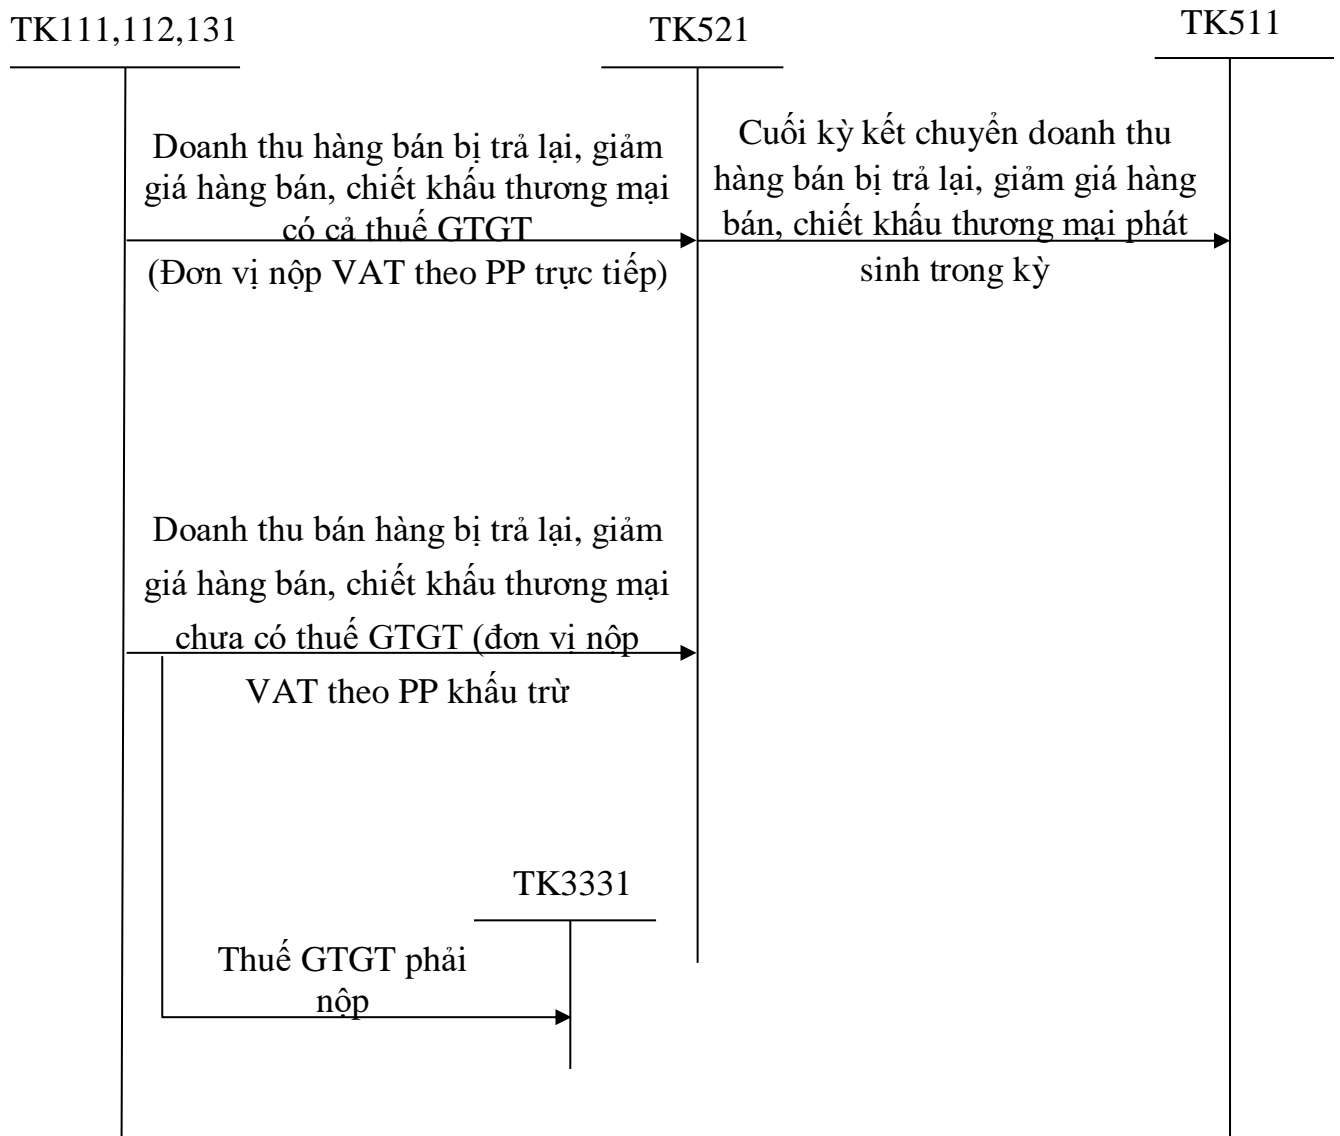 TK111,112,131
TK521
TK511
Doanh thu hàng bán bị trả lại, giảm
giá hàng bán, chiết khấu thương mại
có cả thuế GTGT
(Đơn vị nộp VAT theo PP trực tiếp)
Cuối kỳ kết chuyển doanh thu
hàng bán bị trả lại, giảm giá hàng
bán, chiết khấu thương mại phát
sinh trong kỳ
Doanh thu bán hàng bị trả lại, giảm
giá hàng bán, chiết khấu thương mại
chưa có thuế GTGT (đơn vị nộp
VAT theo PP khấu trừ
TK3331
Thuế GTGT phải
nộp